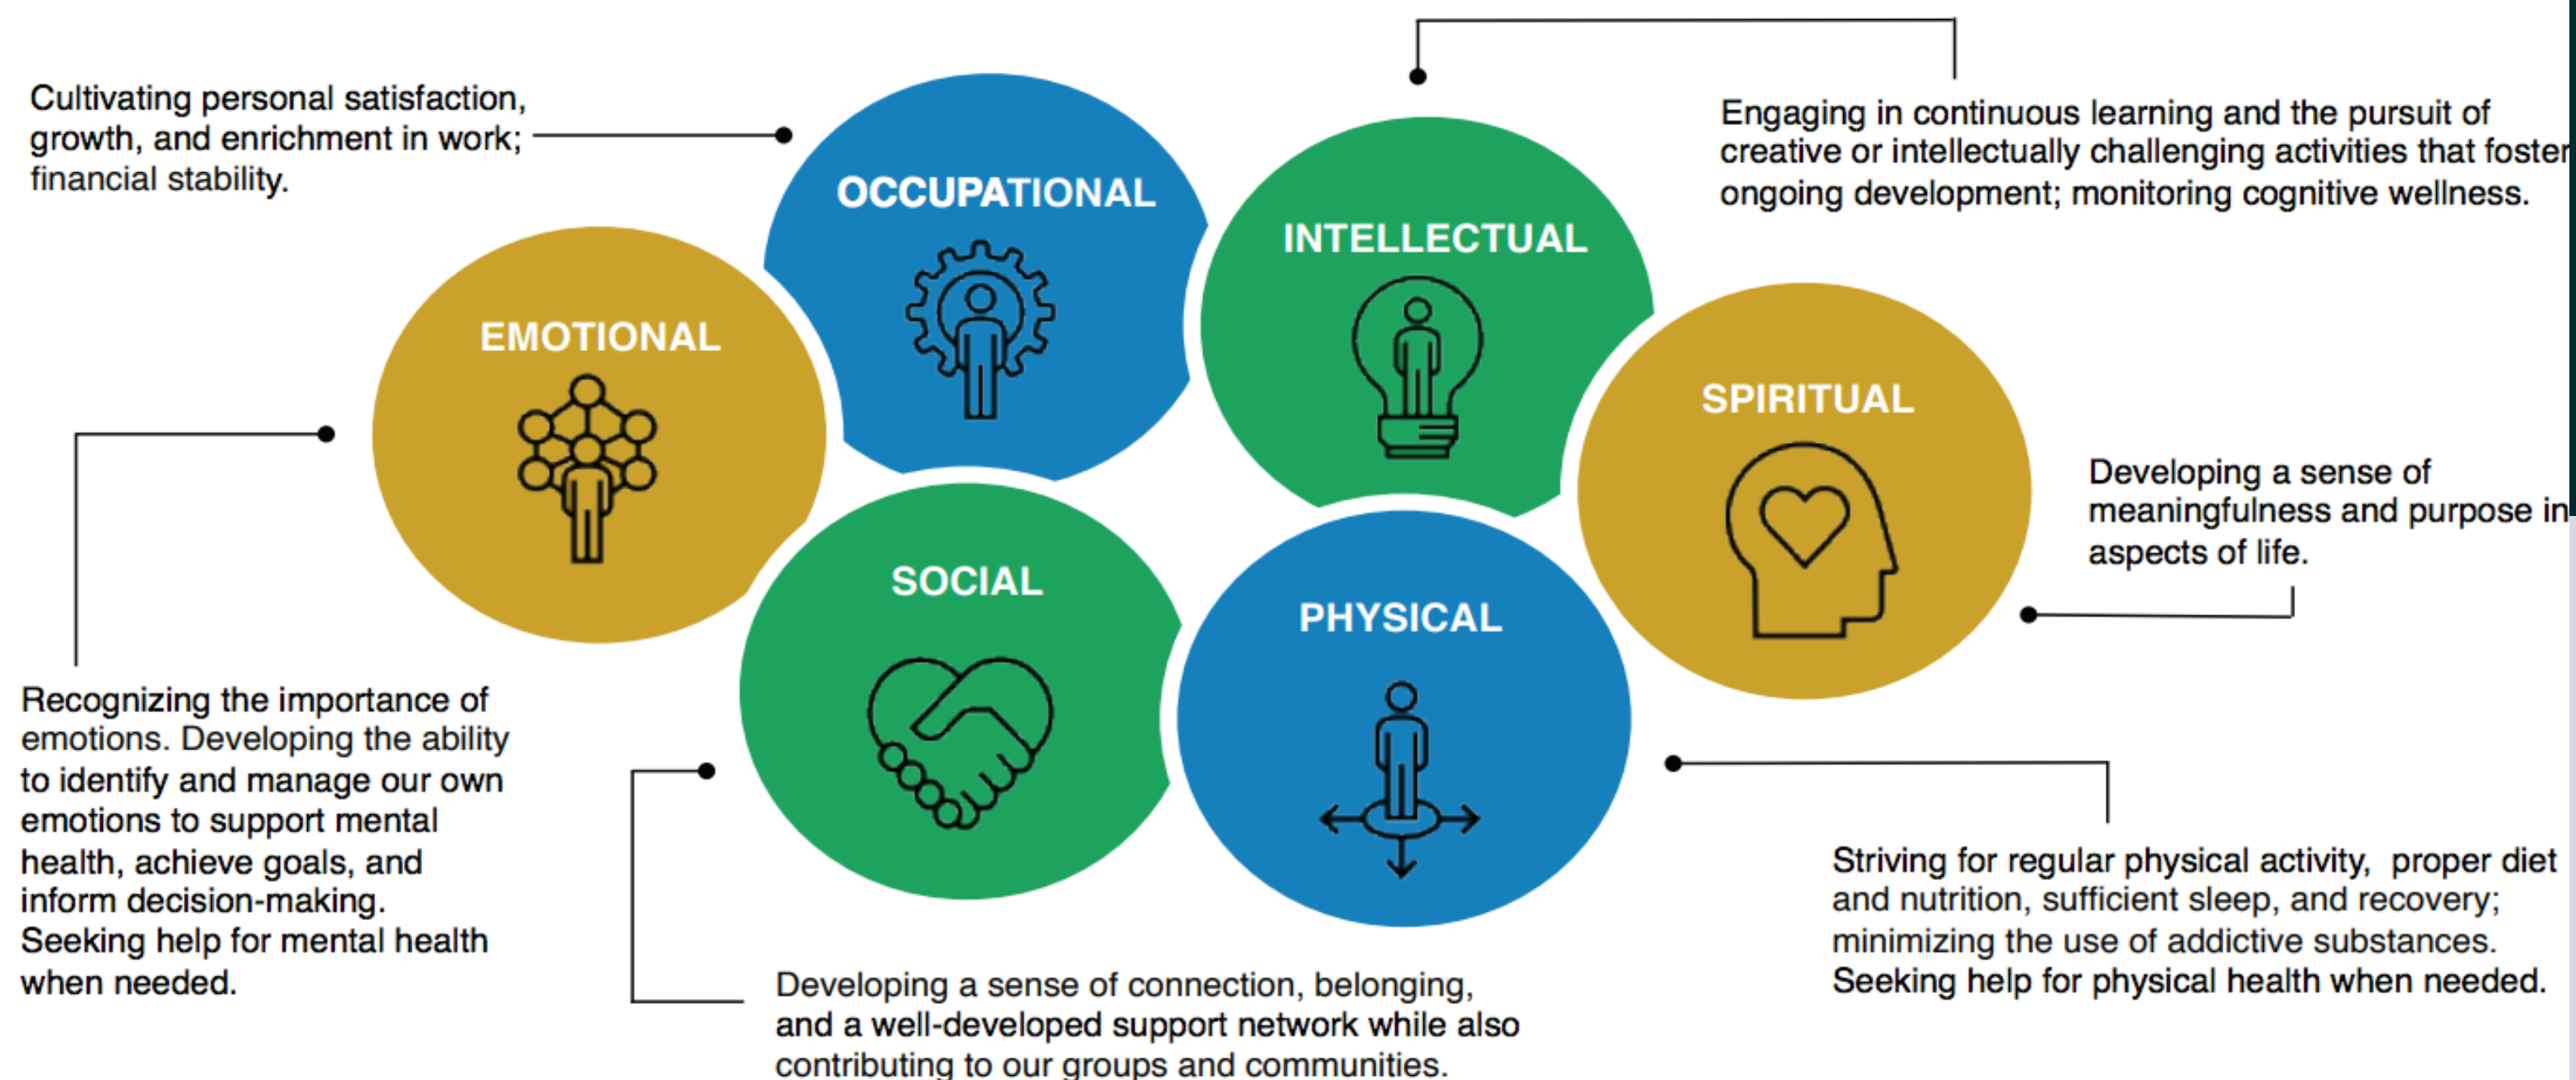 Cultivating personal satisfaction,
growth, and enrichment in work;
financial stability.
OCCUPATIONAL
Engaging in continuous learning and the pursuit of
creative or intellectually challenging activities that foster
ongoing development; monitoring cognitive wellness.
INTELLECTUAL
EMOTIONAL
SPIRITUAL
Developing a sense of
meaningfulness and purpose in
aspects of life.
SOCIAL
PHYSICAL
Recognizing the importance of
emotions. Developing the ability
to identify and manage our own
emotions to support mental
health, achieve goals, and
inform decision-making.
Seeking help for mental health
when needed.
Striving for regular physical activity,  proper diet
and nutrition, sufficient sleep, and recovery;
minimizing the use of addictive substances.
Seeking help for physical health when needed.
Developing a sense of connection, belonging,
and a well-developed support network while also
contributing to our groups and communities.